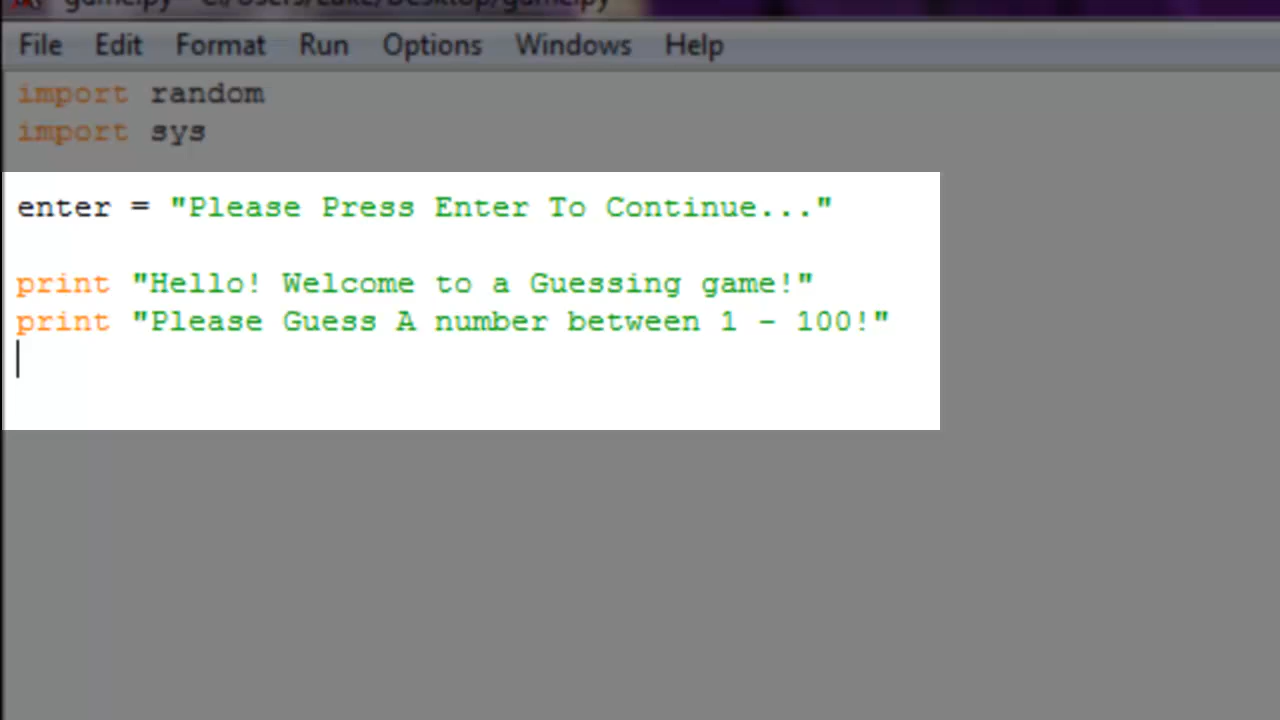 File Edit Format Run Options Windows Help
import random
import sys
enter = "Please Press Enter To Continue..."
print "Hello! Welcome to a Guessing game!"
print "Please Guess A number between 1 - 100!"